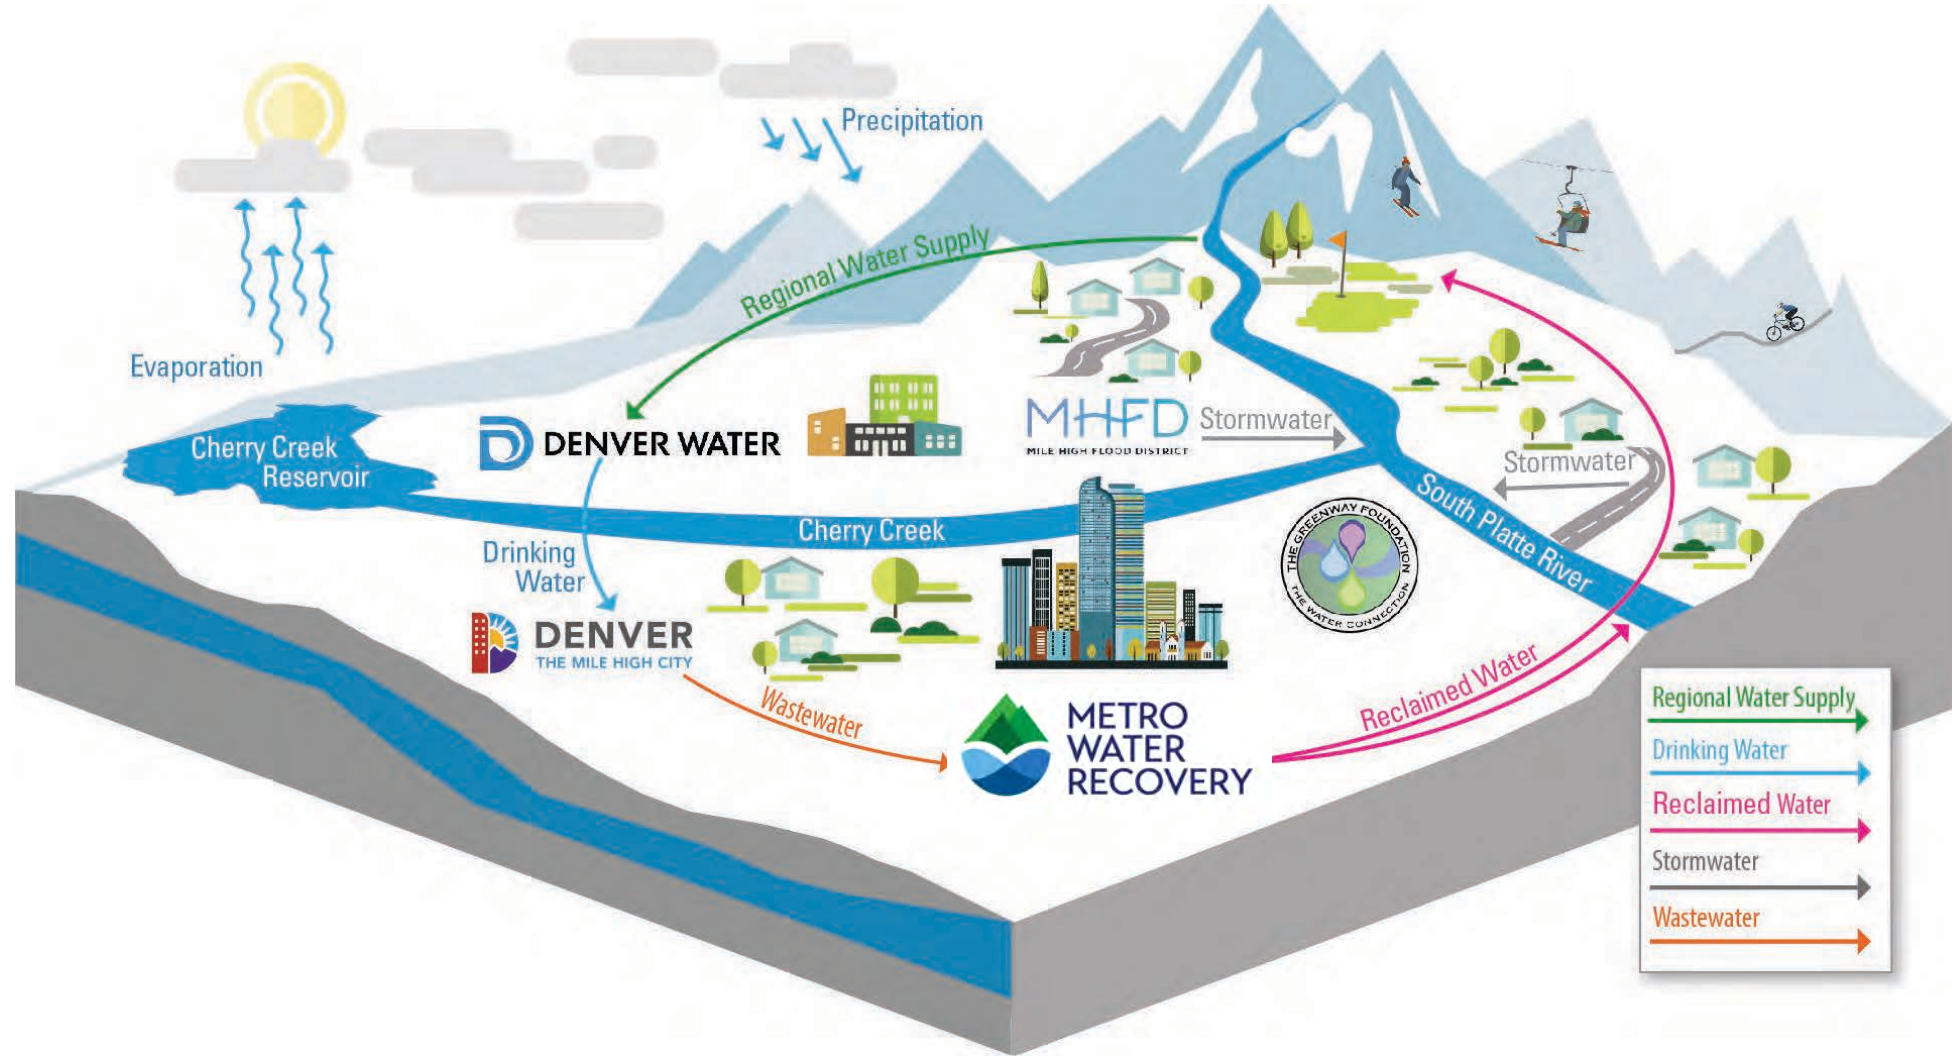 Precipitation
Regional Water Supply
Evaporation
Cherry Creek
Reservoir
DENVER WATER
MHFD
MILE HIGH FLOOD DISTRICT
Stormwater
Stormwater
South Platte River
Cherry Creek
THE GREENWAY FOUNDATION
THE WATER CONNECTION
Drinking
Water
DENVER
THE MILE HIGH CITY
Wastewater
METRO
WATER
RECOVERY
Reclaimed Water
Regional Water Supply
Drinking Water
Reclaimed Water
Stormwater
Wastewater